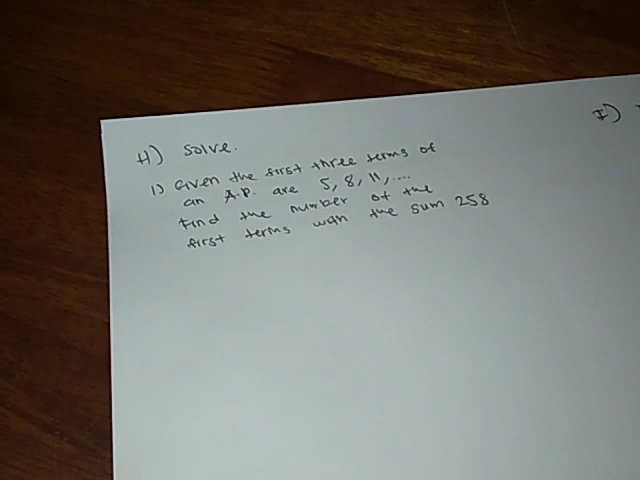 H) Solve.
I)
1) Given the first three terms of
an A.P. are 5, 8, 11, ....
Find the number of the
first terms with the sum 258